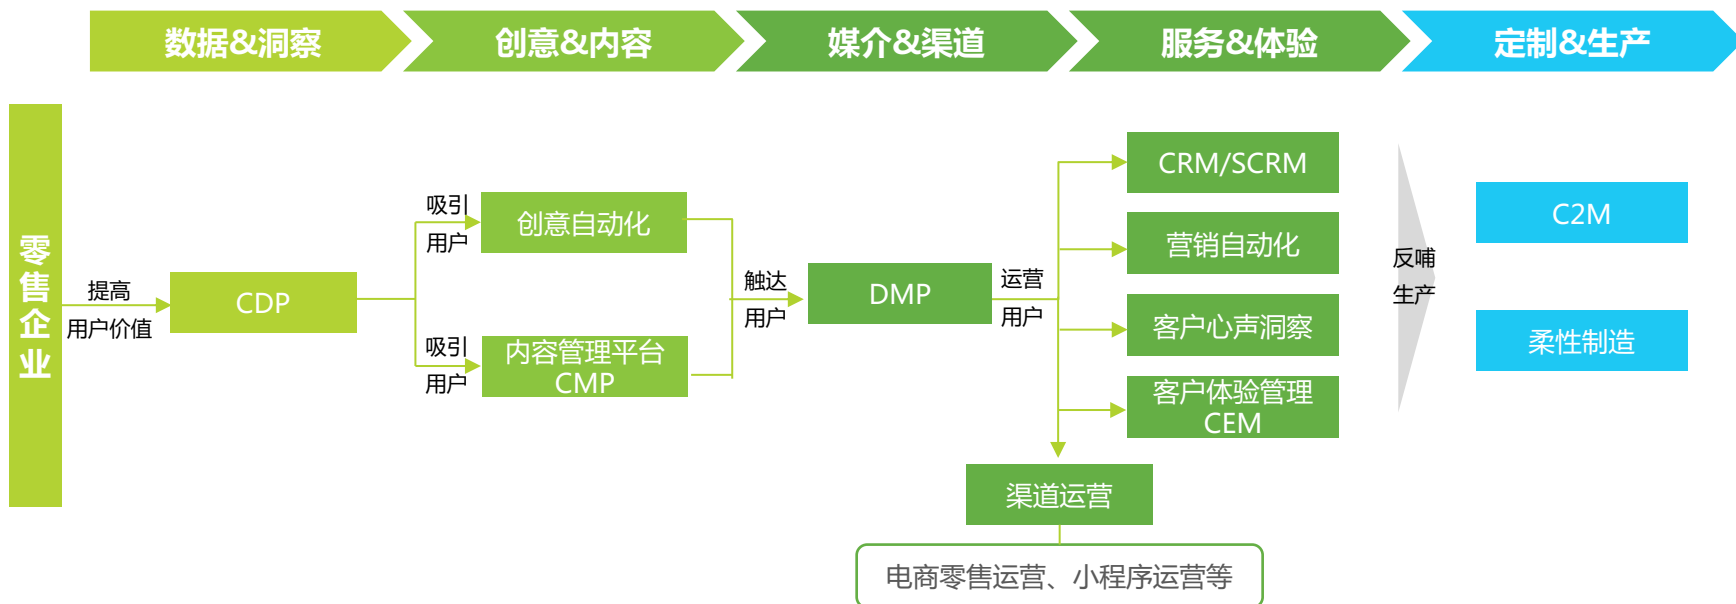 数据&洞察
创意&内容
媒介&渠道
服务&体验
定制&生产
零售企业
提高
用户价值
CDP
吸引
用户
创意自动化
吸引
用户
内容管理平台
CMP
触达
用户
DMP
运营
用户
CRM/SCRM
营销自动化
客户心声洞察
客户体验管理
CEM
渠道运营
电商零售运营、小程序运营等
反哺
生产
C2M
柔性制造